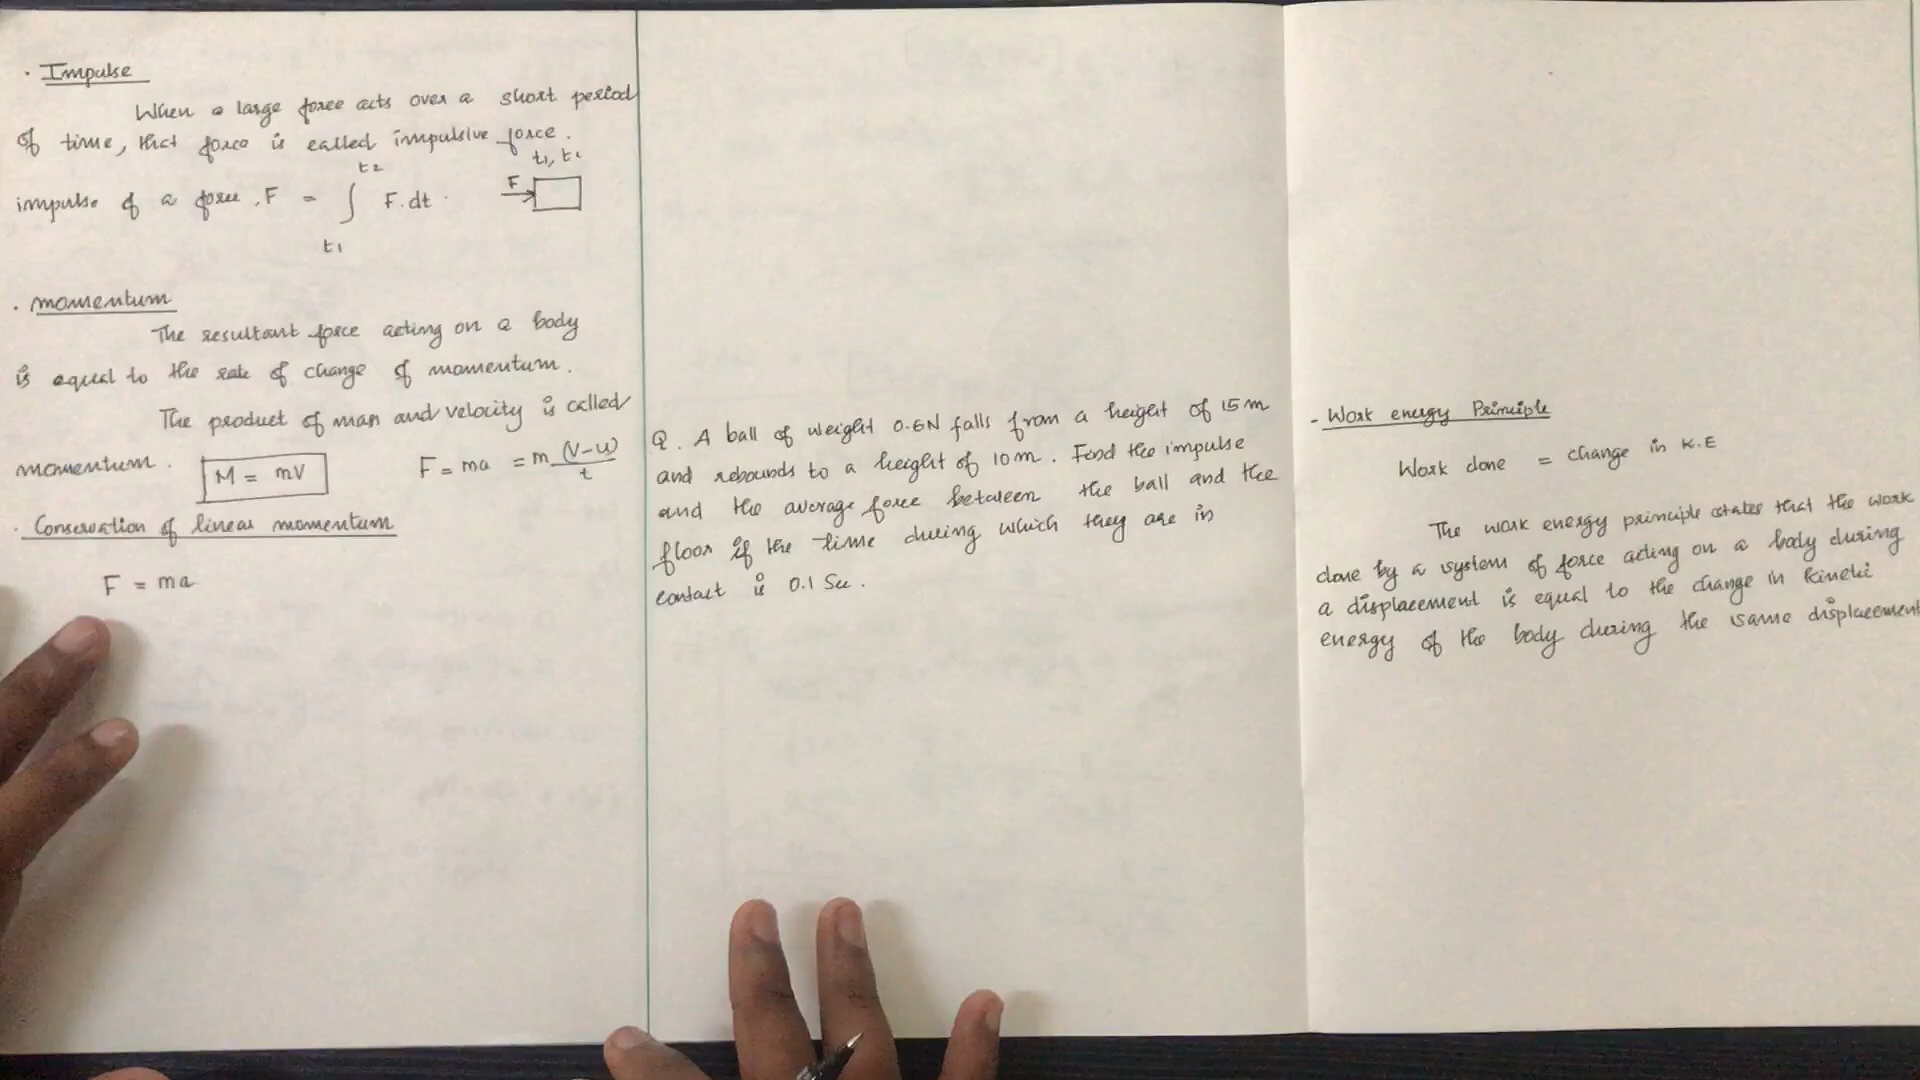 . Impulse
When a large force acts over a short period
of time, that force is called impulsive force.
t1, t2
t2
impulse of a force, F = ∫ F.dt.
F
t1
. momentum
The resultant force acting on a body
is equal to the rate of change of momentum.
The product of mass and velocity is called
momentum. M = mV F = ma = m (V-u)
t
. Conservation of linear momentum
F = ma
Q. A ball of weight 0.6N falls from a height of 15m
and rebounds to a height of 10m. Find the impulse
and the average force between the ball and the
floor if the time during which they are in
contact is 0.1 Sec.
- Work energy Principle
Work done = change in K.E
The work energy principle states that the work
done by a system of force acting on a body during
a displacement is equal to the change in kinetic
energy of the body during the same displacement